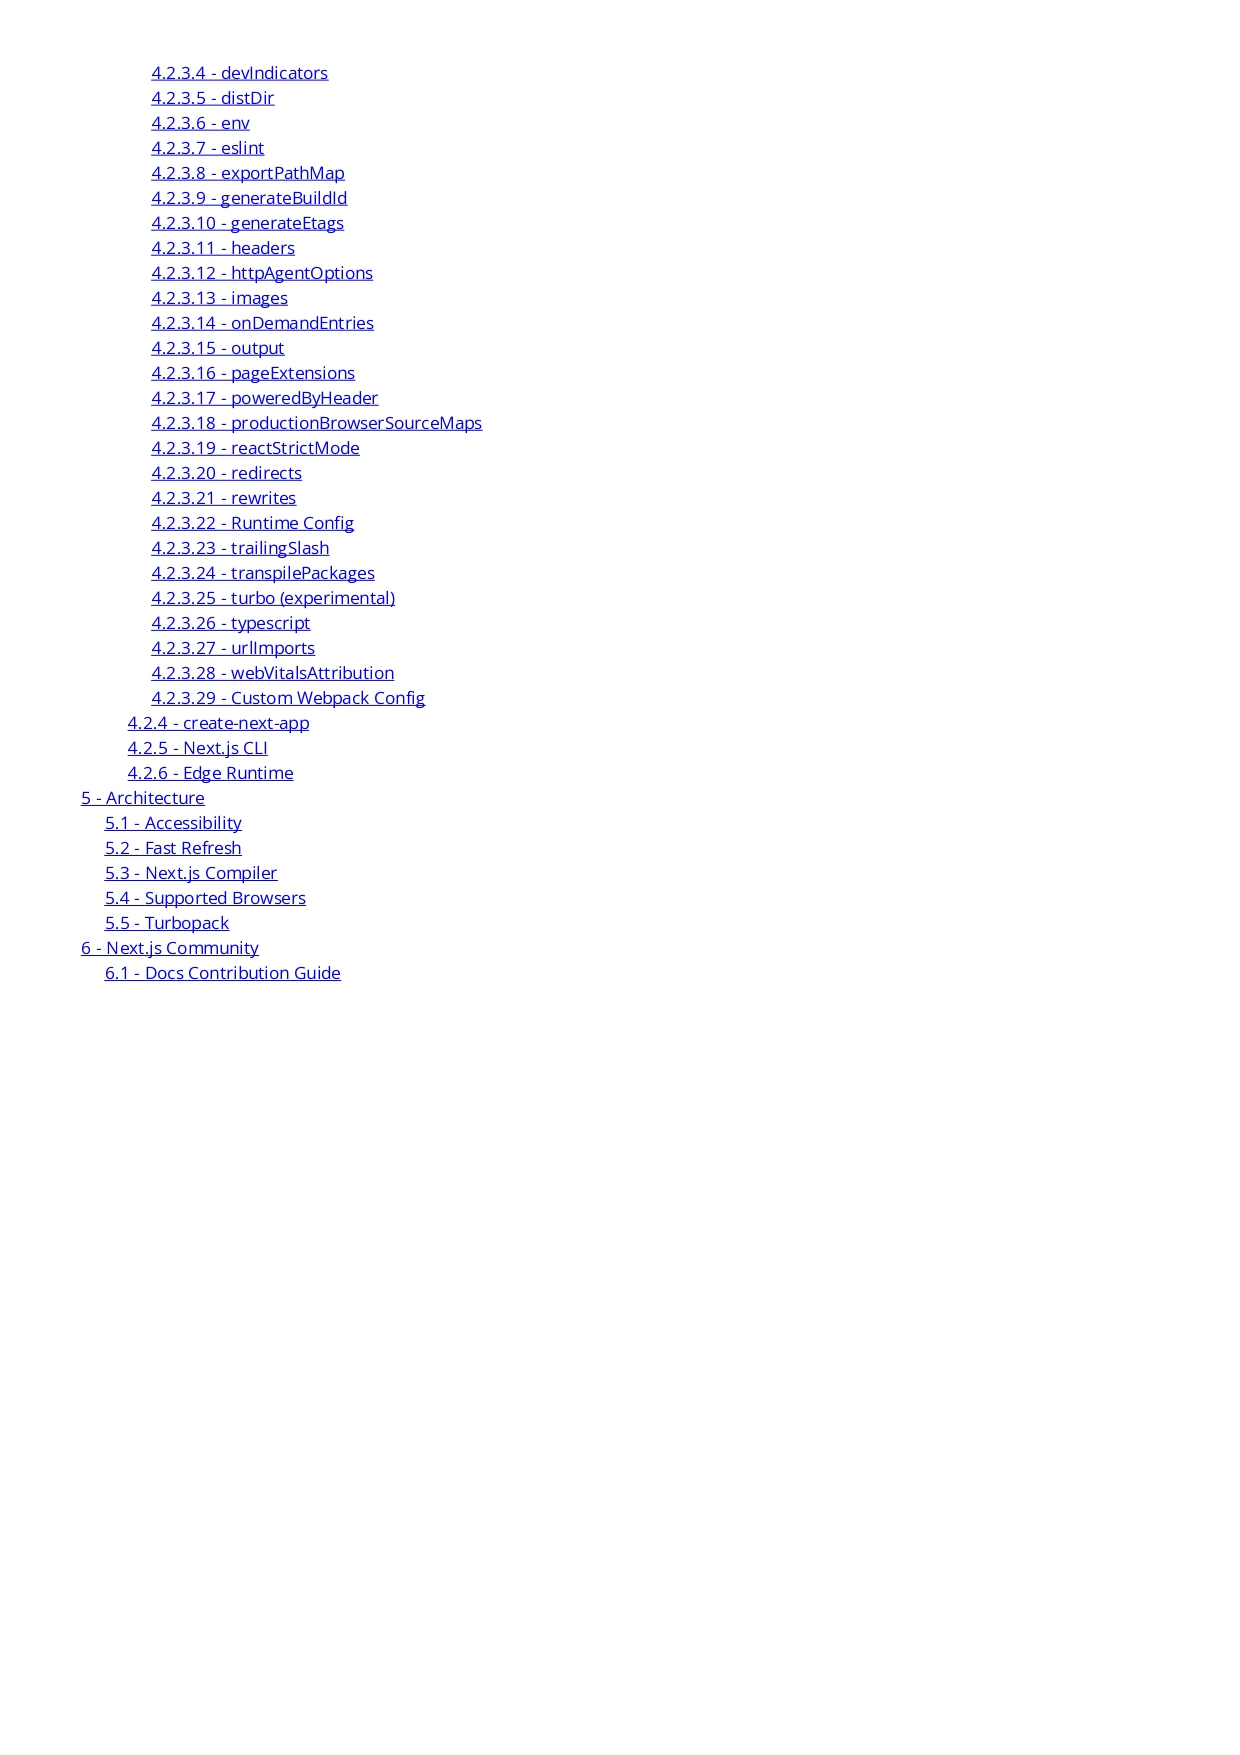 4.2.3.4 - devIndicators
4.2.3.5 - distDir
4.2.3.6 - env
4.2.3.7 - eslint
4.2.3.8 - exportPathMap
4.2.3.9 - generateBuildId
4.2.3.10 - generateEtags
4.2.3.11 - headers
4.2.3.12 - httpAgentOptions
4.2.3.13 - images
4.2.3.14 - onDemandEntries
4.2.3.15 - output
4.2.3.16 - pageExtensions
4.2.3.17 - poweredByHeader
4.2.3.18 - productionBrowserSourceMaps
4.2.3.19 - reactStrictMode
4.2.3.20 - redirects
4.2.3.21 - rewrites
4.2.3.22 - Runtime Config
4.2.3.23 - trailingSlash
4.2.3.24 - transpilePackages
4.2.3.25 - turbo (experimental)
4.2.3.26 - typescript
4.2.3.27 - urlImports
4.2.3.28 - webVitalsAttribution
4.2.3.29 - Custom Webpack Config
4.2.4 - create-next-app
4.2.5 - Next.js CLI
4.2.6 - Edge Runtime
5 - Architecture
5.1 - Accessibility
5.2 - Fast Refresh
5.3 - Next.js Compiler
5.4 - Supported Browsers
5.5 - Turbopack
6 - Next.js Community
6.1 - Docs Contribution Guide